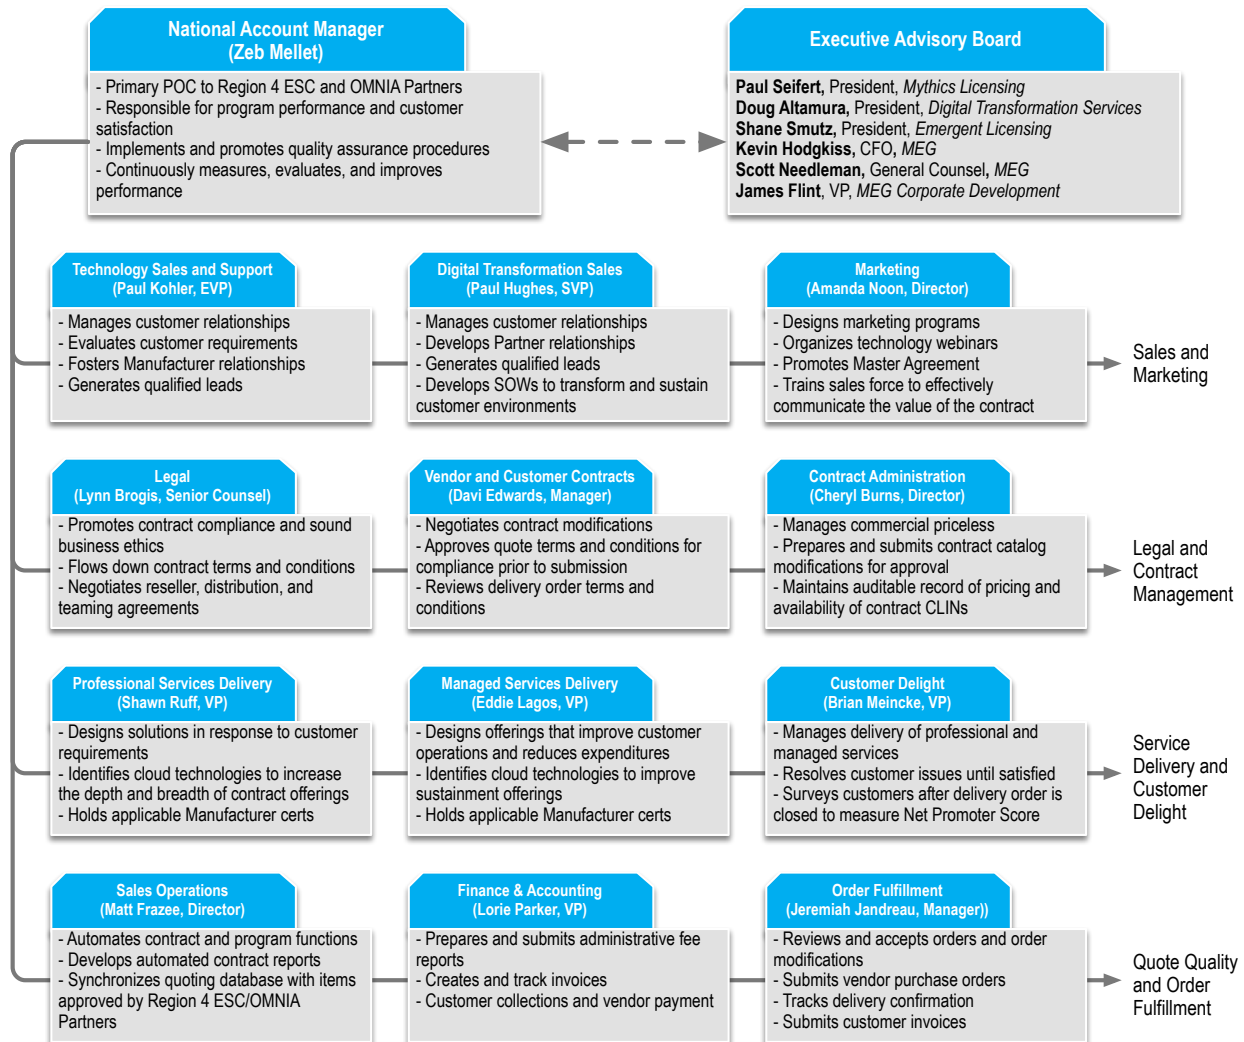 National Account Manager
(Zeb Mellet)
- Primary POC to Region 4 ESC and OMNIA Partners
- Responsible for program performance and customer
satisfaction
- Implements and promotes quality assurance procedures
- Continuously measures, evaluates, and improves
performance
Executive Advisory Board
Paul Seifert, President, Mythics Licensing
Doug Altamura, President, Digital Transformation Services
Shane Smutz, President, Emergent Licensing
Kevin Hodgkiss, CFO, MEG
Scott Needleman, General Counsel, MEG
James Flint, VP, MEG Corporate Development
Technology Sales and Support
(Paul Kohler, EVP)
- Manages customer relationships
- Evaluates customer requirements
- Fosters Manufacturer relationships
- Generates qualified leads
Digital Transformation Sales
(Paul Hughes, SVP)
- Manages customer relationships
- Develops Partner relationships
- Generates qualified leads
- Develops SOWs to transform and sustain
customer environments
Marketing
(Amanda Noon, Director)
- Designs marketing programs
- Organizes technology webinars
- Promotes Master Agreement
- Trains sales force to effectively
communicate the value of the contract
Sales and
Marketing
Legal
(Lynn Brogis, Senior Counsel)
- Promotes contract compliance and sound
business ethics
- Flows down contract terms and conditions
- Negotiates reseller, distribution, and
teaming agreements
Vendor and Customer Contracts
(Davi Edwards, Manager)
- Negotiates contract modifications
- Approves quote terms and conditions for
compliance prior to submission
- Reviews delivery order terms and
conditions
Contract Administration
(Cheryl Burns, Director)
- Manages commercial priceless
- Prepares and submits contract catalog
modifications for approval
- Maintains auditable record of pricing and
availability of contract CLINs
Legal and
Contract
Management
Professional Services Delivery
(Shawn Ruff, VP)
- Designs solutions in response to customer
requirements
- Identifies cloud technologies to increase
the depth and breadth of contract offerings
- Holds applicable Manufacturer certs
Managed Services Delivery
(Eddie Lagos, VP)
- Designs offerings that improve customer
operations and reduces expenditures
- Identifies cloud technologies to improve
sustainment offerings
- Holds applicable Manufacturer certs
Customer Delight
(Brian Meincke, VP)
- Manages delivery of professional and
managed services
- Resolves customer issues until satisfied
- Surveys customers after delivery order is
closed to measure Net Promoter Score
Service
Delivery and
Customer
Delight
Sales Operations
(Matt Frazee, Director)
- Automates contract and program functions
- Develops automated contract reports
- Synchronizes quoting database with items
approved by Region 4 ESC/OMNIA
Partners
Finance & Accounting
(Lorie Parker, VP)
- Prepares and submits administrative fee
reports
- Creates and track invoices
- Customer collections and vendor payment
Order Fulfillment
(Jeremiah Jandreau, Manager))
- Reviews and accepts orders and order
modifications
- Submits vendor purchase orders
- Tracks delivery confirmation
- Submits customer invoices
Quote Quality
and Order
Fulfillment